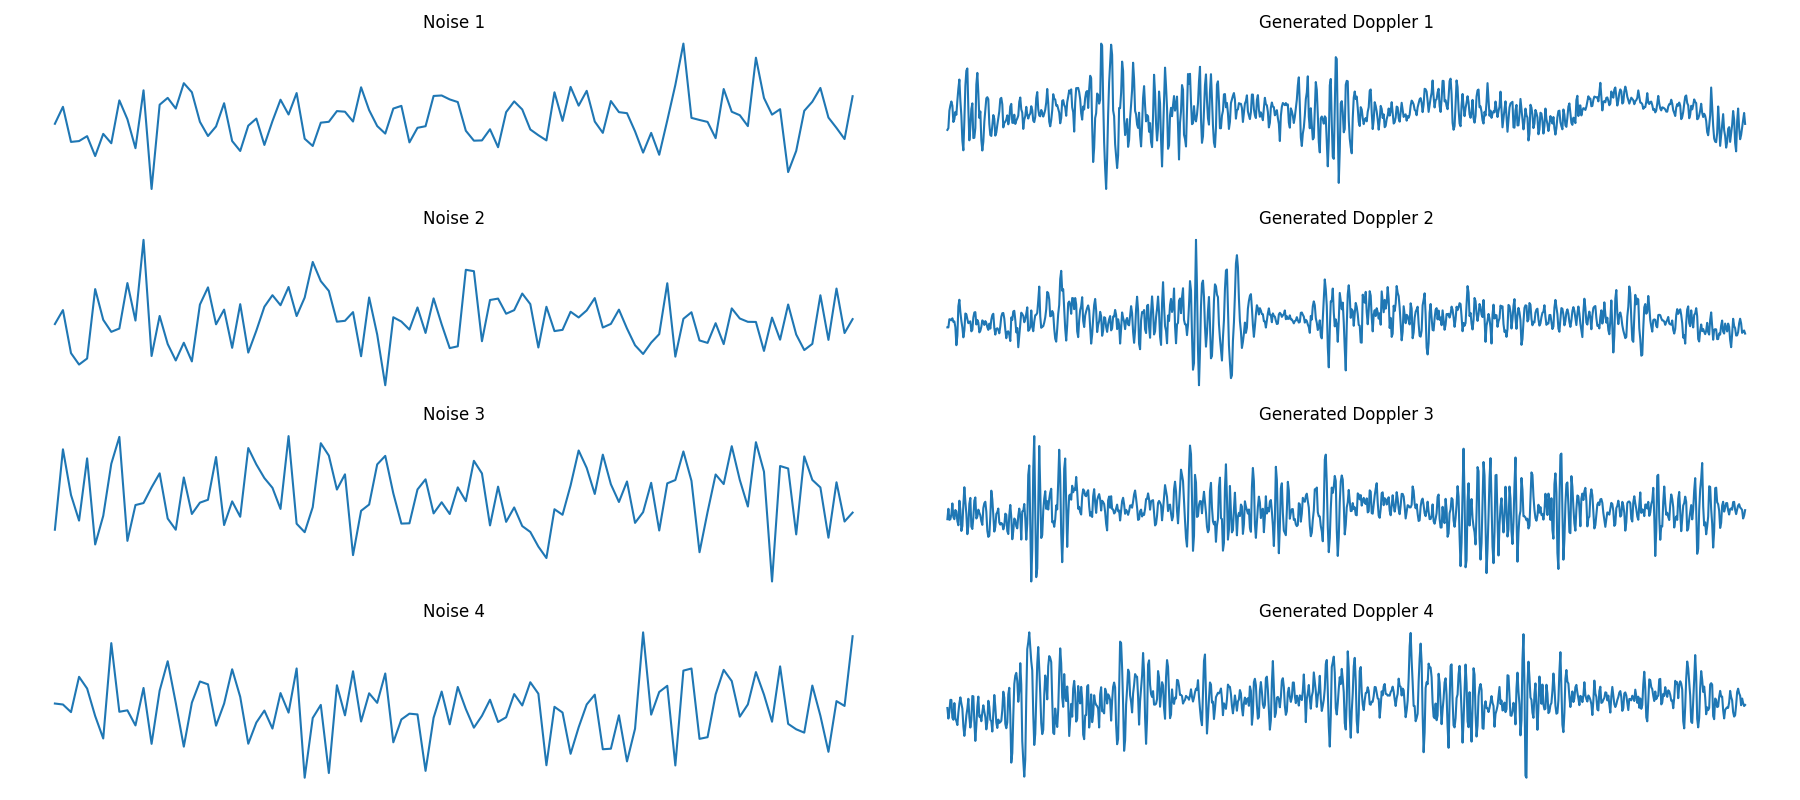 Noise 1
Generated Doppler 1
Noise 2
Generated Doppler 2
Noise 3
Generated Doppler 3
Noise 4
Generated Doppler 4